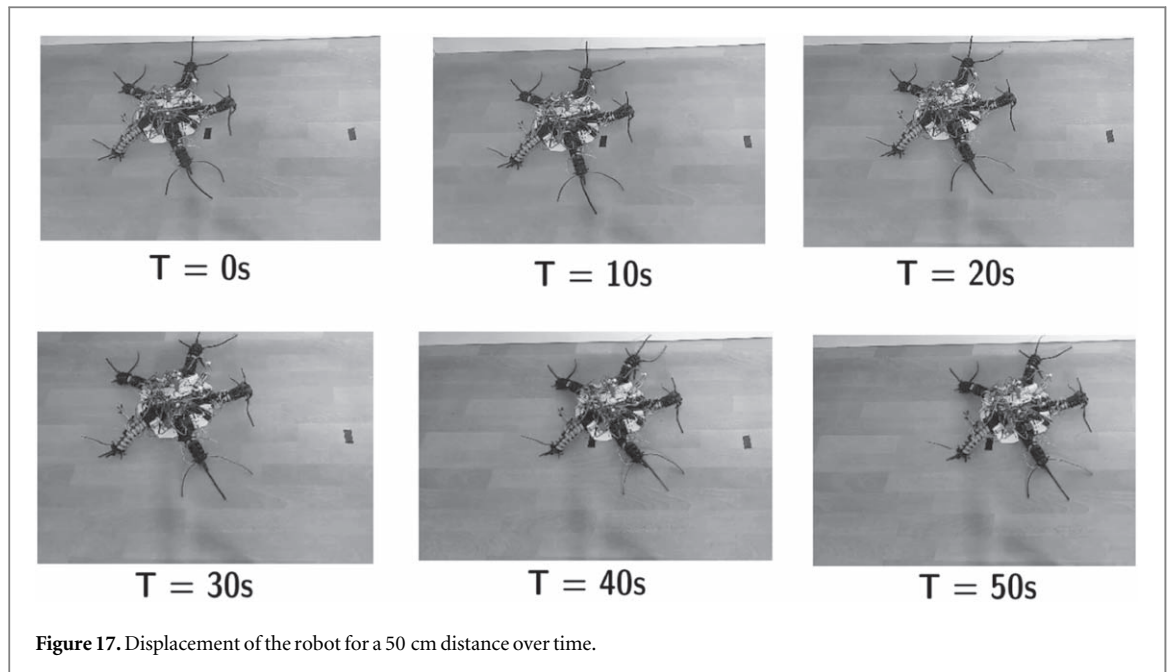 T = 0s
T = 10s
T = 20s
T = 30s
T = 40s
T = 50s
Figure 17. Displacement of the robot for a 50 cm distance over time.